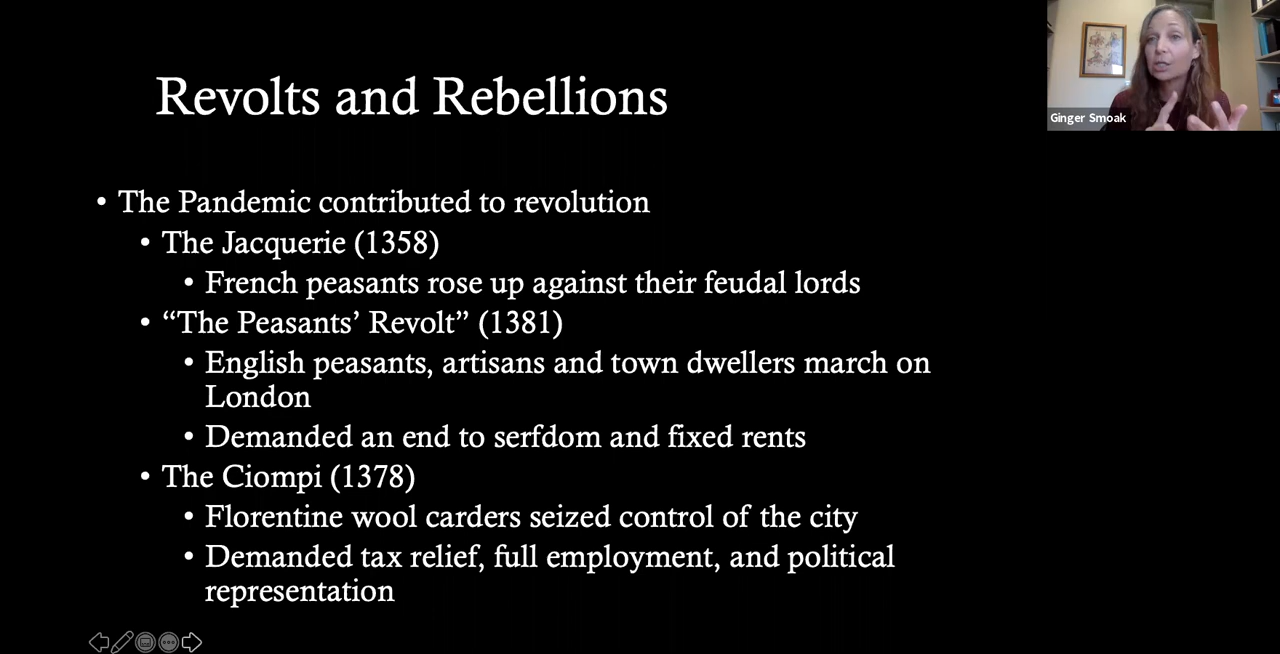 Revolts and Rebellions
Ginger Smoak
• The Pandemic contributed to revolution
• The Jacquerie (1358)
• French peasants rose up against their feudal lords
• “The Peasants’ Revolt” (1381)
• English peasants, artisans and town dwellers march on
London
• Demanded an end to serfdom and fixed rents
• The Ciompi (1378)
• Florentine wool carders seized control of the city
• Demanded tax relief, full employment, and political
representation